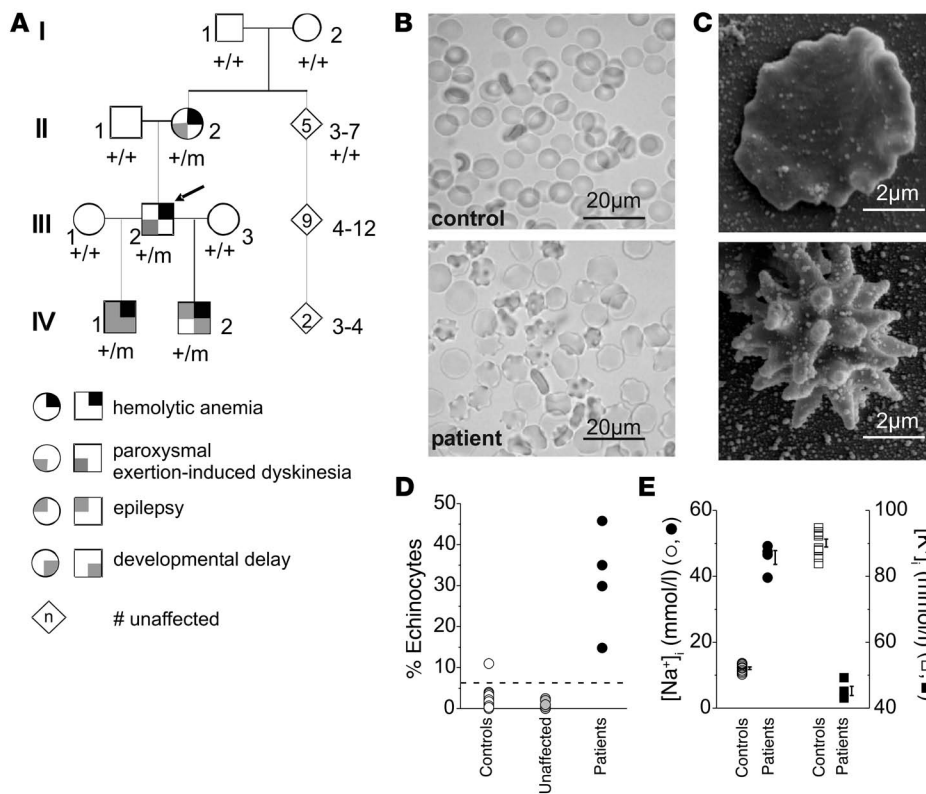 A
I
1
2
+/+
+/+
II
1
2
5
3-7
+/+
+/m
+/+
III
1
2
3
9
4-12
+/+
+/m
+/+
IV
1
2
2
3-4
+/m
+/m
hemolytic anemia
paroxysmal
exertion-induced dyskinesia
epilepsy
developmental delay
n
# unaffected
B
control
20µm
patient
20µm
C
2µm
2µm
D
% Echinocytes
50
40
30
20
10
0
Controls
Unaffected
Patients
E
[Na⁺]ᵢ (mmol/l) (○, ●)
60
40
20
0
100
80
60
40
Controls
Patients
Controls
Patients